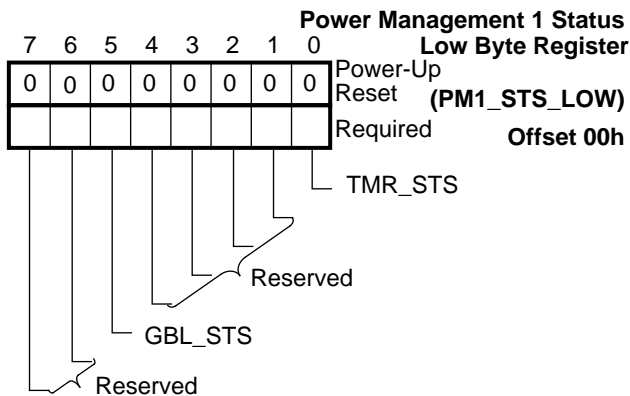 Power Management 1 Status
Low Byte Register
7 6 5 4 3 2 1 0
0 0 0 0 0 0 0 0
Power-Up
Reset
(PM1_STS_LOW)
Required
Offset 00h
TMR_STS
Reserved
GBL_STS
Reserved